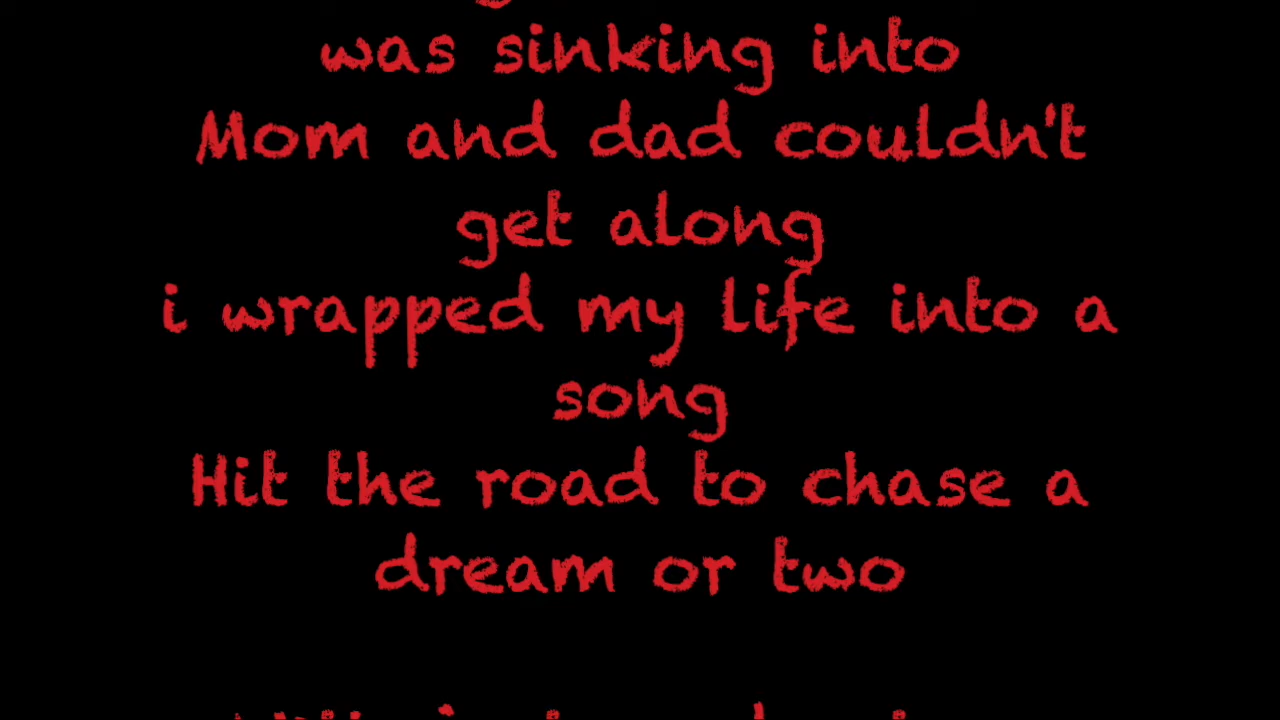 was sinking into
Mom and dad couldn't
get along
i wrapped my life into a
song
Hit the road to chase a
dream or two